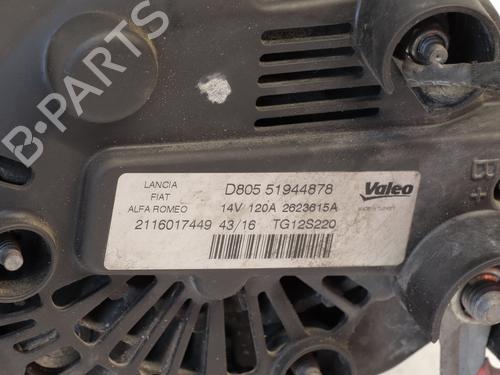 B-PARTS
LANCIA
FIAT
ALFA ROMEO
D805 51944878
14V 120A 2623615A
Valeo
2116017449 43/16 TG12S220
B+